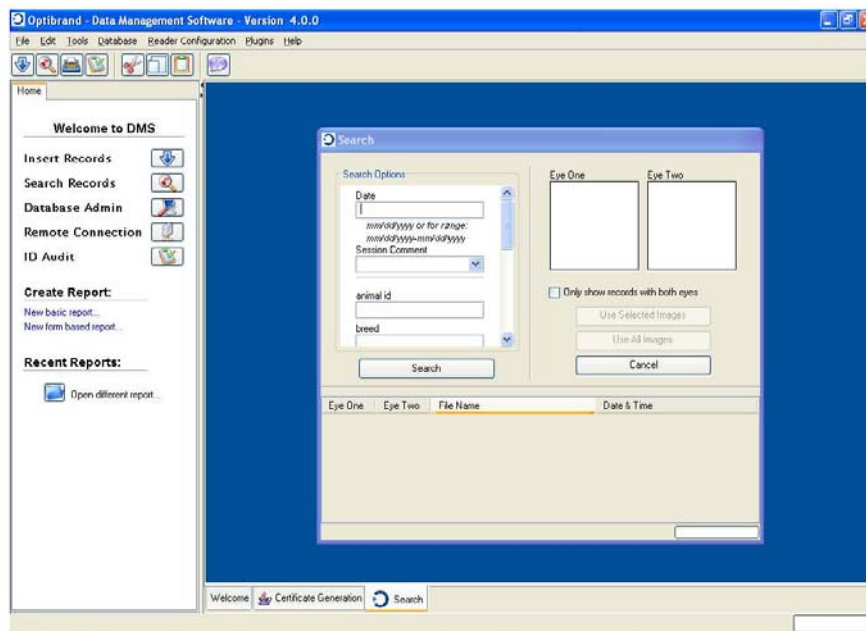 Optibrand - Data Management Software - Version 4.0.0
File Edit Tools Database Reader Configuration Plugins Help
Home
Welcome to DMS
Insert Records
Search Records
Database Admin
Remote Connection
ID Audit
Create Report:
New basic report...
New form based report...
Recent Reports:
Open different report...
Search
Search Options
Date
mm/dd/yyyy or for range:
mm/dd/yyyy-mm/dd/yyyy
Session Comment
animal id
breed
Search
Eye One Eye Two
Only show records with both eyes
Use Selected Images
Use All Images
Cancel
Eye One Eye Two File Name Date & Time
Welcome Certificate Generation Search